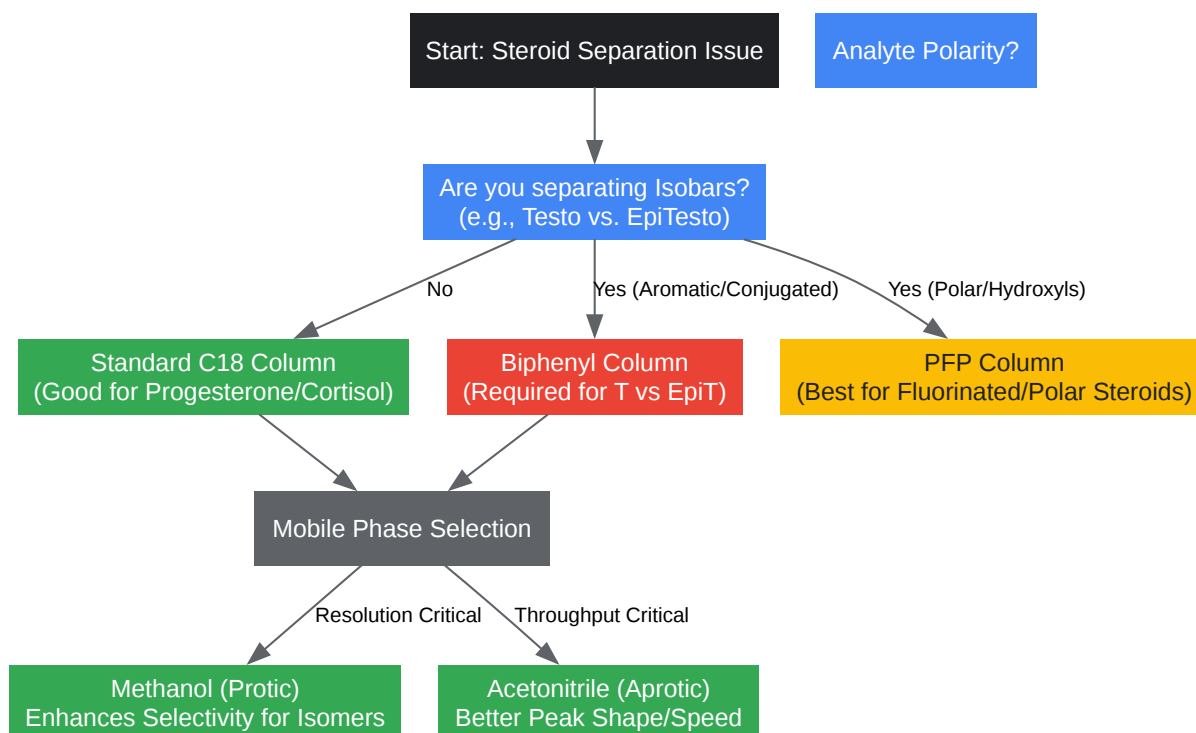 Start: Steroid Separation Issue
Analyte Polarity?
Are you separating Isobars?
(e.g., Testo vs. EpiTesto)
No
Yes (Aromatic/Conjugated)
Yes (Polar/Hydroxyls)
Standard C18 Column
(Good for Progesterone/Cortisol)
Biphenyl Column
(Required for T vs EpiT)
PFP Column
(Best for Fluorinated/Polar Steroids)
Mobile Phase Selection
Resolution Critical
Throughput Critical
Methanol (Protic)
Enhances Selectivity for Isomers
Acetonitrile (Aprotic)
Better Peak Shape/Speed